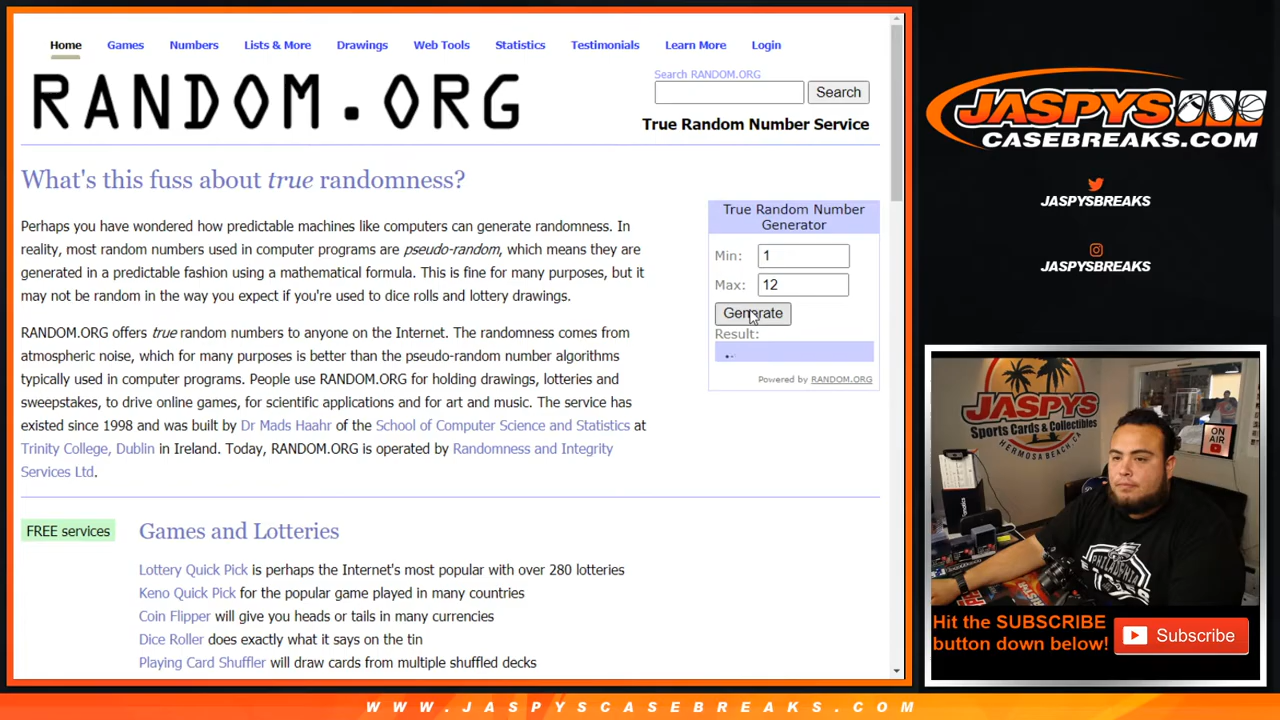 Home Games Numbers Lists & More Drawings Web Tools Statistics Testimonials Learn More Login
RANDOM.ORG
Search RANDOM.ORG
Search
True Random Number Service
What's this fuss about true randomness?
Perhaps you have wondered how predictable machines like computers can generate randomness. In
reality, most random numbers used in computer programs are pseudo-random, which means they are
generated in a predictable fashion using a mathematical formula. This is fine for many purposes, but it
may not be random in the way you expect if you're used to dice rolls and lottery drawings.
RANDOM.ORG offers true random numbers to anyone on the Internet. The randomness comes from
atmospheric noise, which for many purposes is better than the pseudo-random number algorithms
typically used in computer programs. People use RANDOM.ORG for holding drawings, lotteries and
sweepstakes, to drive online games, for scientific applications and for art and music. The service has
existed since 1998 and was built by Dr Mads Haahr of the School of Computer Science and Statistics at
Trinity College, Dublin in Ireland. Today, RANDOM.ORG is operated by Randomness and Integrity
Services Ltd.
True Random Number
Generator
Min: 1
Max: 12
Generate
Result:
Powered by RANDOM.ORG
FREE services
Games and Lotteries
Lottery Quick Pick is perhaps the Internet's most popular with over 280 lotteries
Keno Quick Pick for the popular game played in many countries
Coin Flipper will give you heads or tails in many currencies
Dice Roller does exactly what it says on the tin
Playing Card Shuffler will draw cards from multiple shuffled decks
JASPYS
CASEBREAKS.COM
JASPYSBREAKS
JASPYSBREAKS
JASPYS
Sports Cards & Collectibles
HERMOSA BEACH, CA
ON
AIR
PHILADELPHIA
Hit the SUBSCRIBE
button down below!
Subscribe
WWW.JASPYSCASEBREAKS.COM